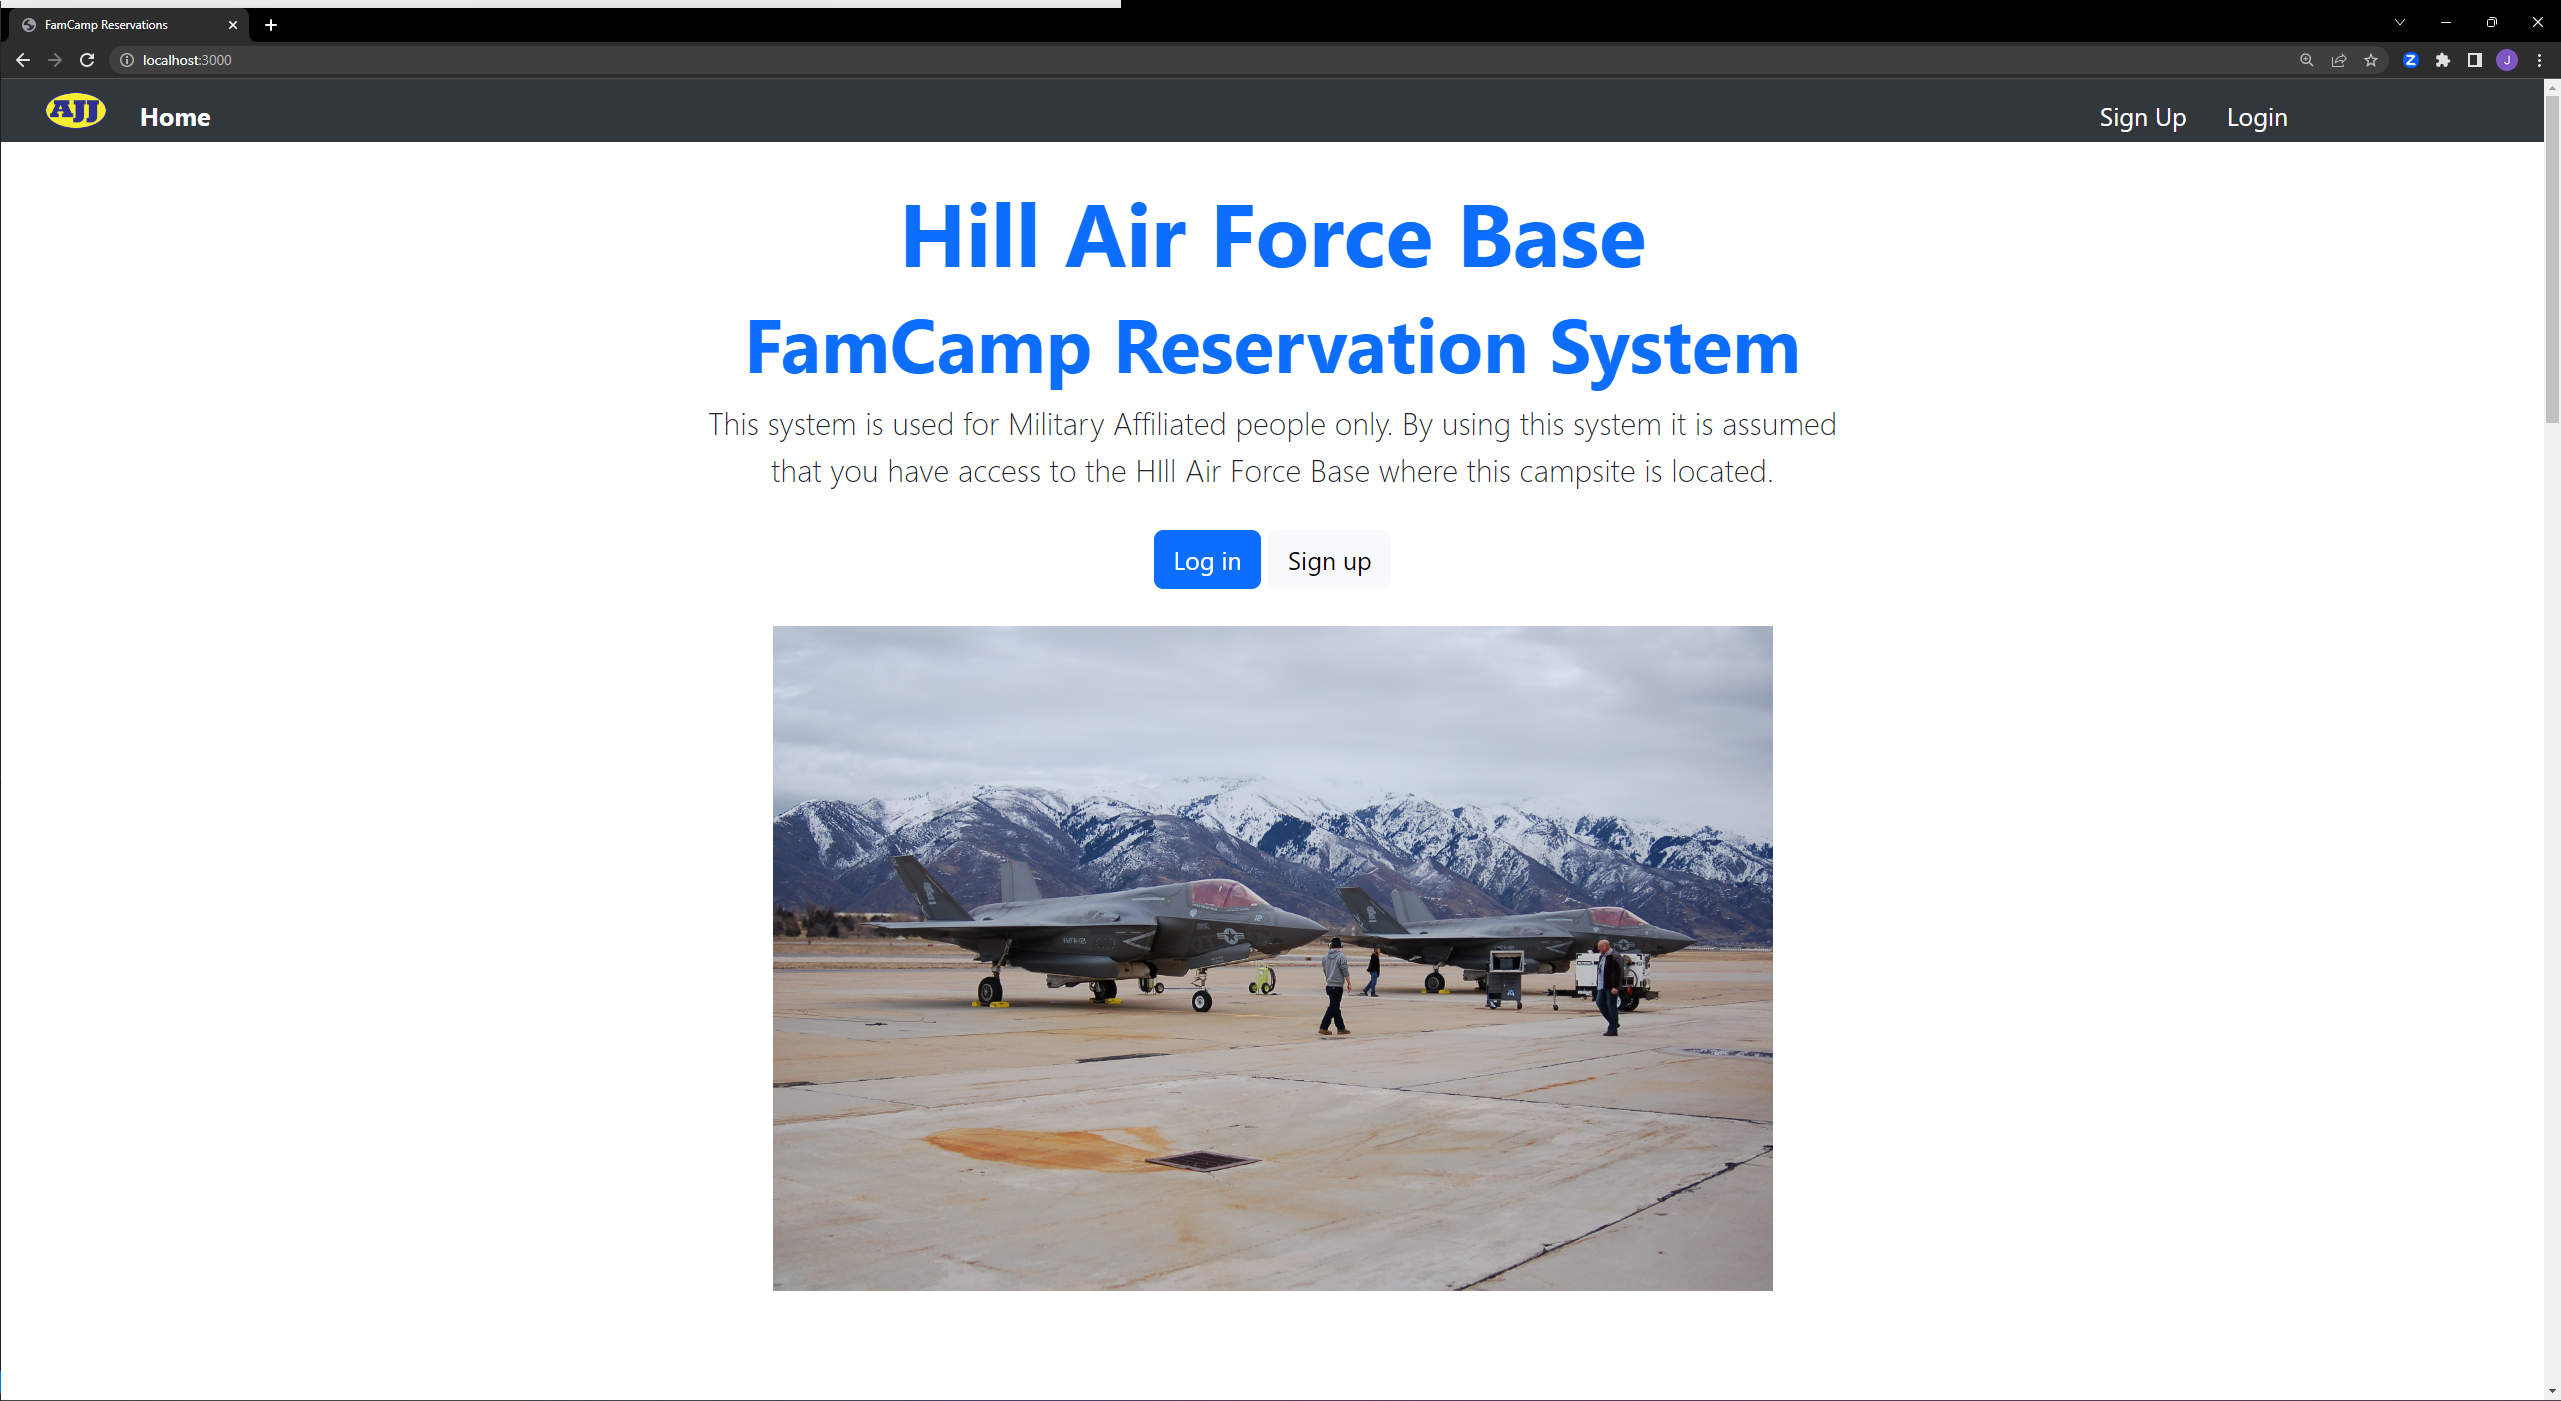 FamCamp Reservations
localhost:3000
Z
J
AJJ
Home
Sign Up
Login
Hill Air Force Base
FamCamp Reservation System
This system is used for Military Affiliated people only. By using this system it is assumed
that you have access to the HIll Air Force Base where this campsite is located.
Log in
Sign up
12